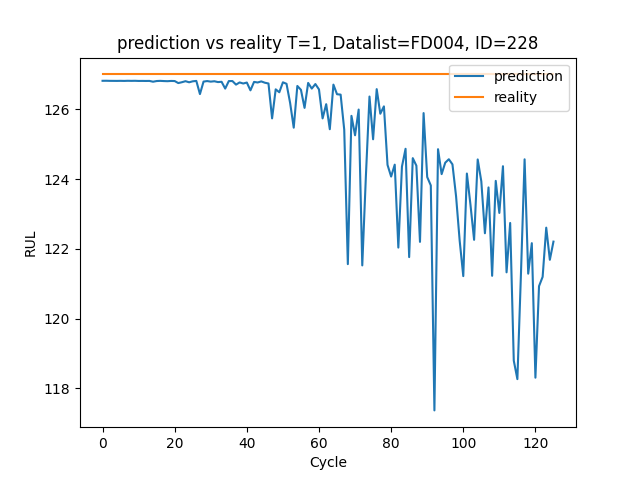 prediction vs reality T=1, Datalist=FD004, ID=228
prediction
reality
126
124
122
120
118
RUL
0 20 40 60 80 100 120
Cycle